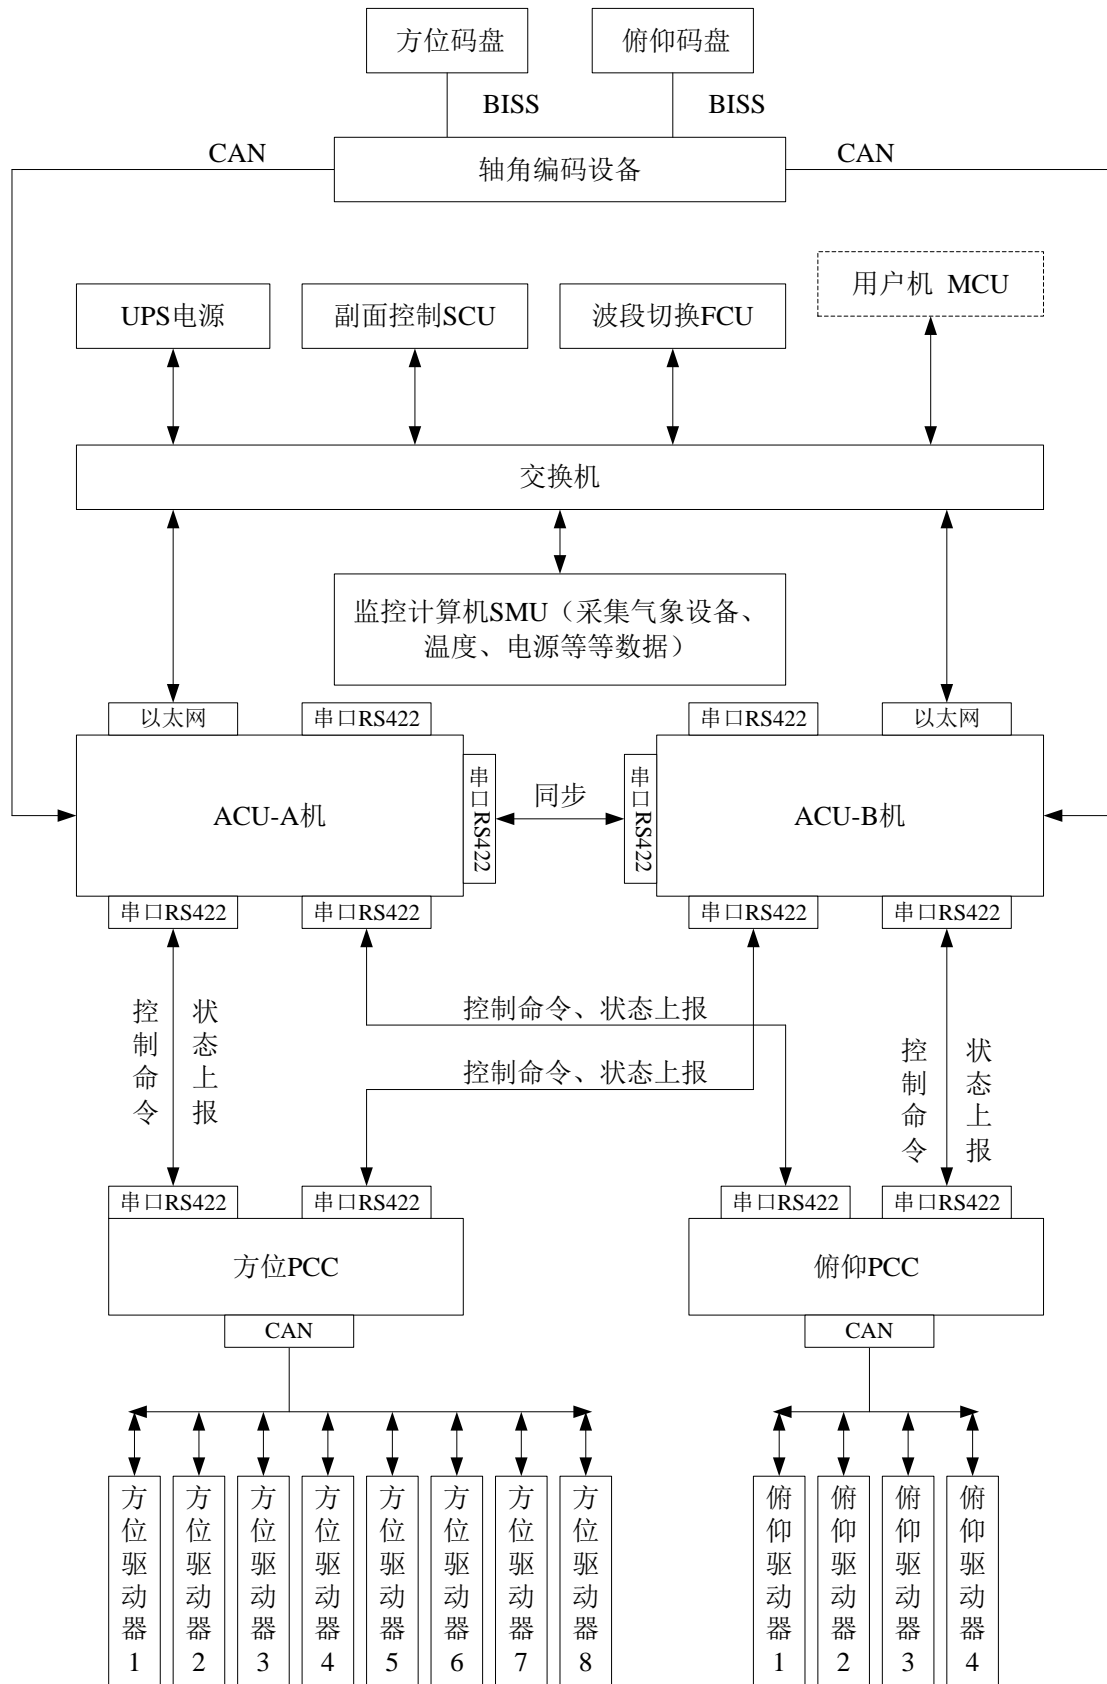 方位码盘
俯仰码盘
BISS
BISS
CAN
轴角编码设备
CAN
UPS电源
副面控制SCU
波段切换FCU
用户机 MCU
交换机
监控计算机SMU（采集气象设备、
温度、电源等等数据）
以太网
串口RS422
串口RS422
以太网
ACU-A机
串口RS422
同步
串口RS422
ACU-B机
串口RS422
串口RS422
串口RS422
串口RS422
控制命令
状态上报
控制命令、状态上报
控制命令、状态上报
控制命令
状态上报
串口RS422
串口RS422
串口RS422
串口RS422
方位PCC
俯仰PCC
CAN
CAN
方位驱动器1
方位驱动器2
方位驱动器3
方位驱动器4
方位驱动器5
方位驱动器6
方位驱动器7
方位驱动器8
俯仰驱动器1
俯仰驱动器2
俯仰驱动器3
俯仰驱动器4